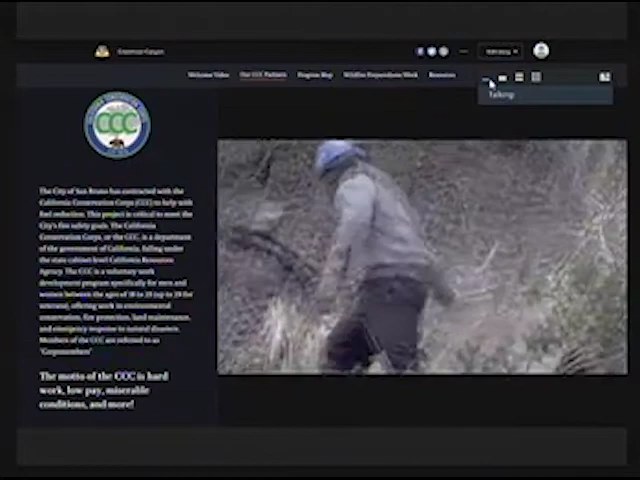 Crestmoor Canyon
Welcome Video Our CCC Partners Progress Map Wildfire Preparedness Work Resources
Talking:
CCC
The City of San Bruno has contracted with the
California Conservation Corps (CCC) to help with
fuel reduction. This project is critical to meet the
City's fire safety goals. The California
Conservation Corps, or the CCC, is a department
of the government of California, falling under
the state cabinet-level California Resources
Agency. The CCC is a voluntary work
development program specifically for men and
women between the ages of 18 to 25 (up to 29 for
veterans), offering work in environmental
conservation, fire protection, land maintenance,
and emergency response to natural disasters.
Members of the CCC are referred to as
"Corpsmembers"
The motto of the CCC is hard
work, low pay, miserable
conditions, and more!